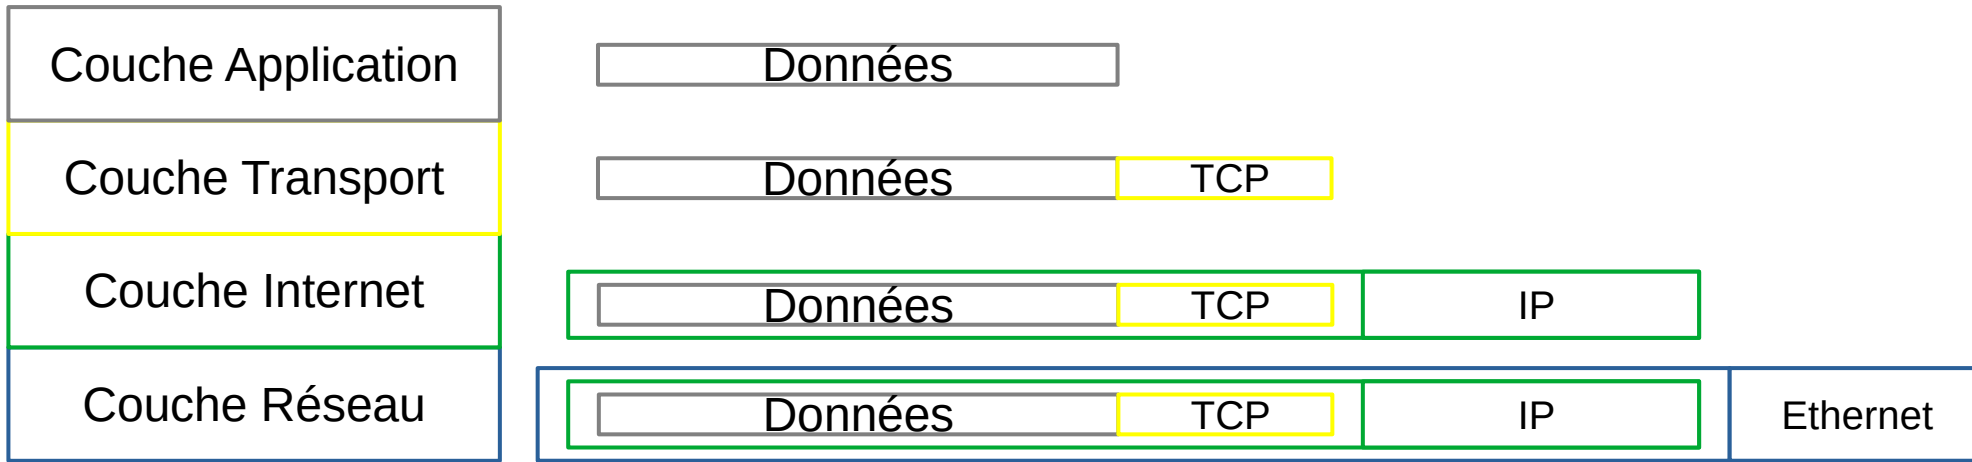 Couche Application
Données
Couche Transport
Données TCP
Couche Internet
Données TCP IP
Couche Réseau
Données TCP IP Ethernet